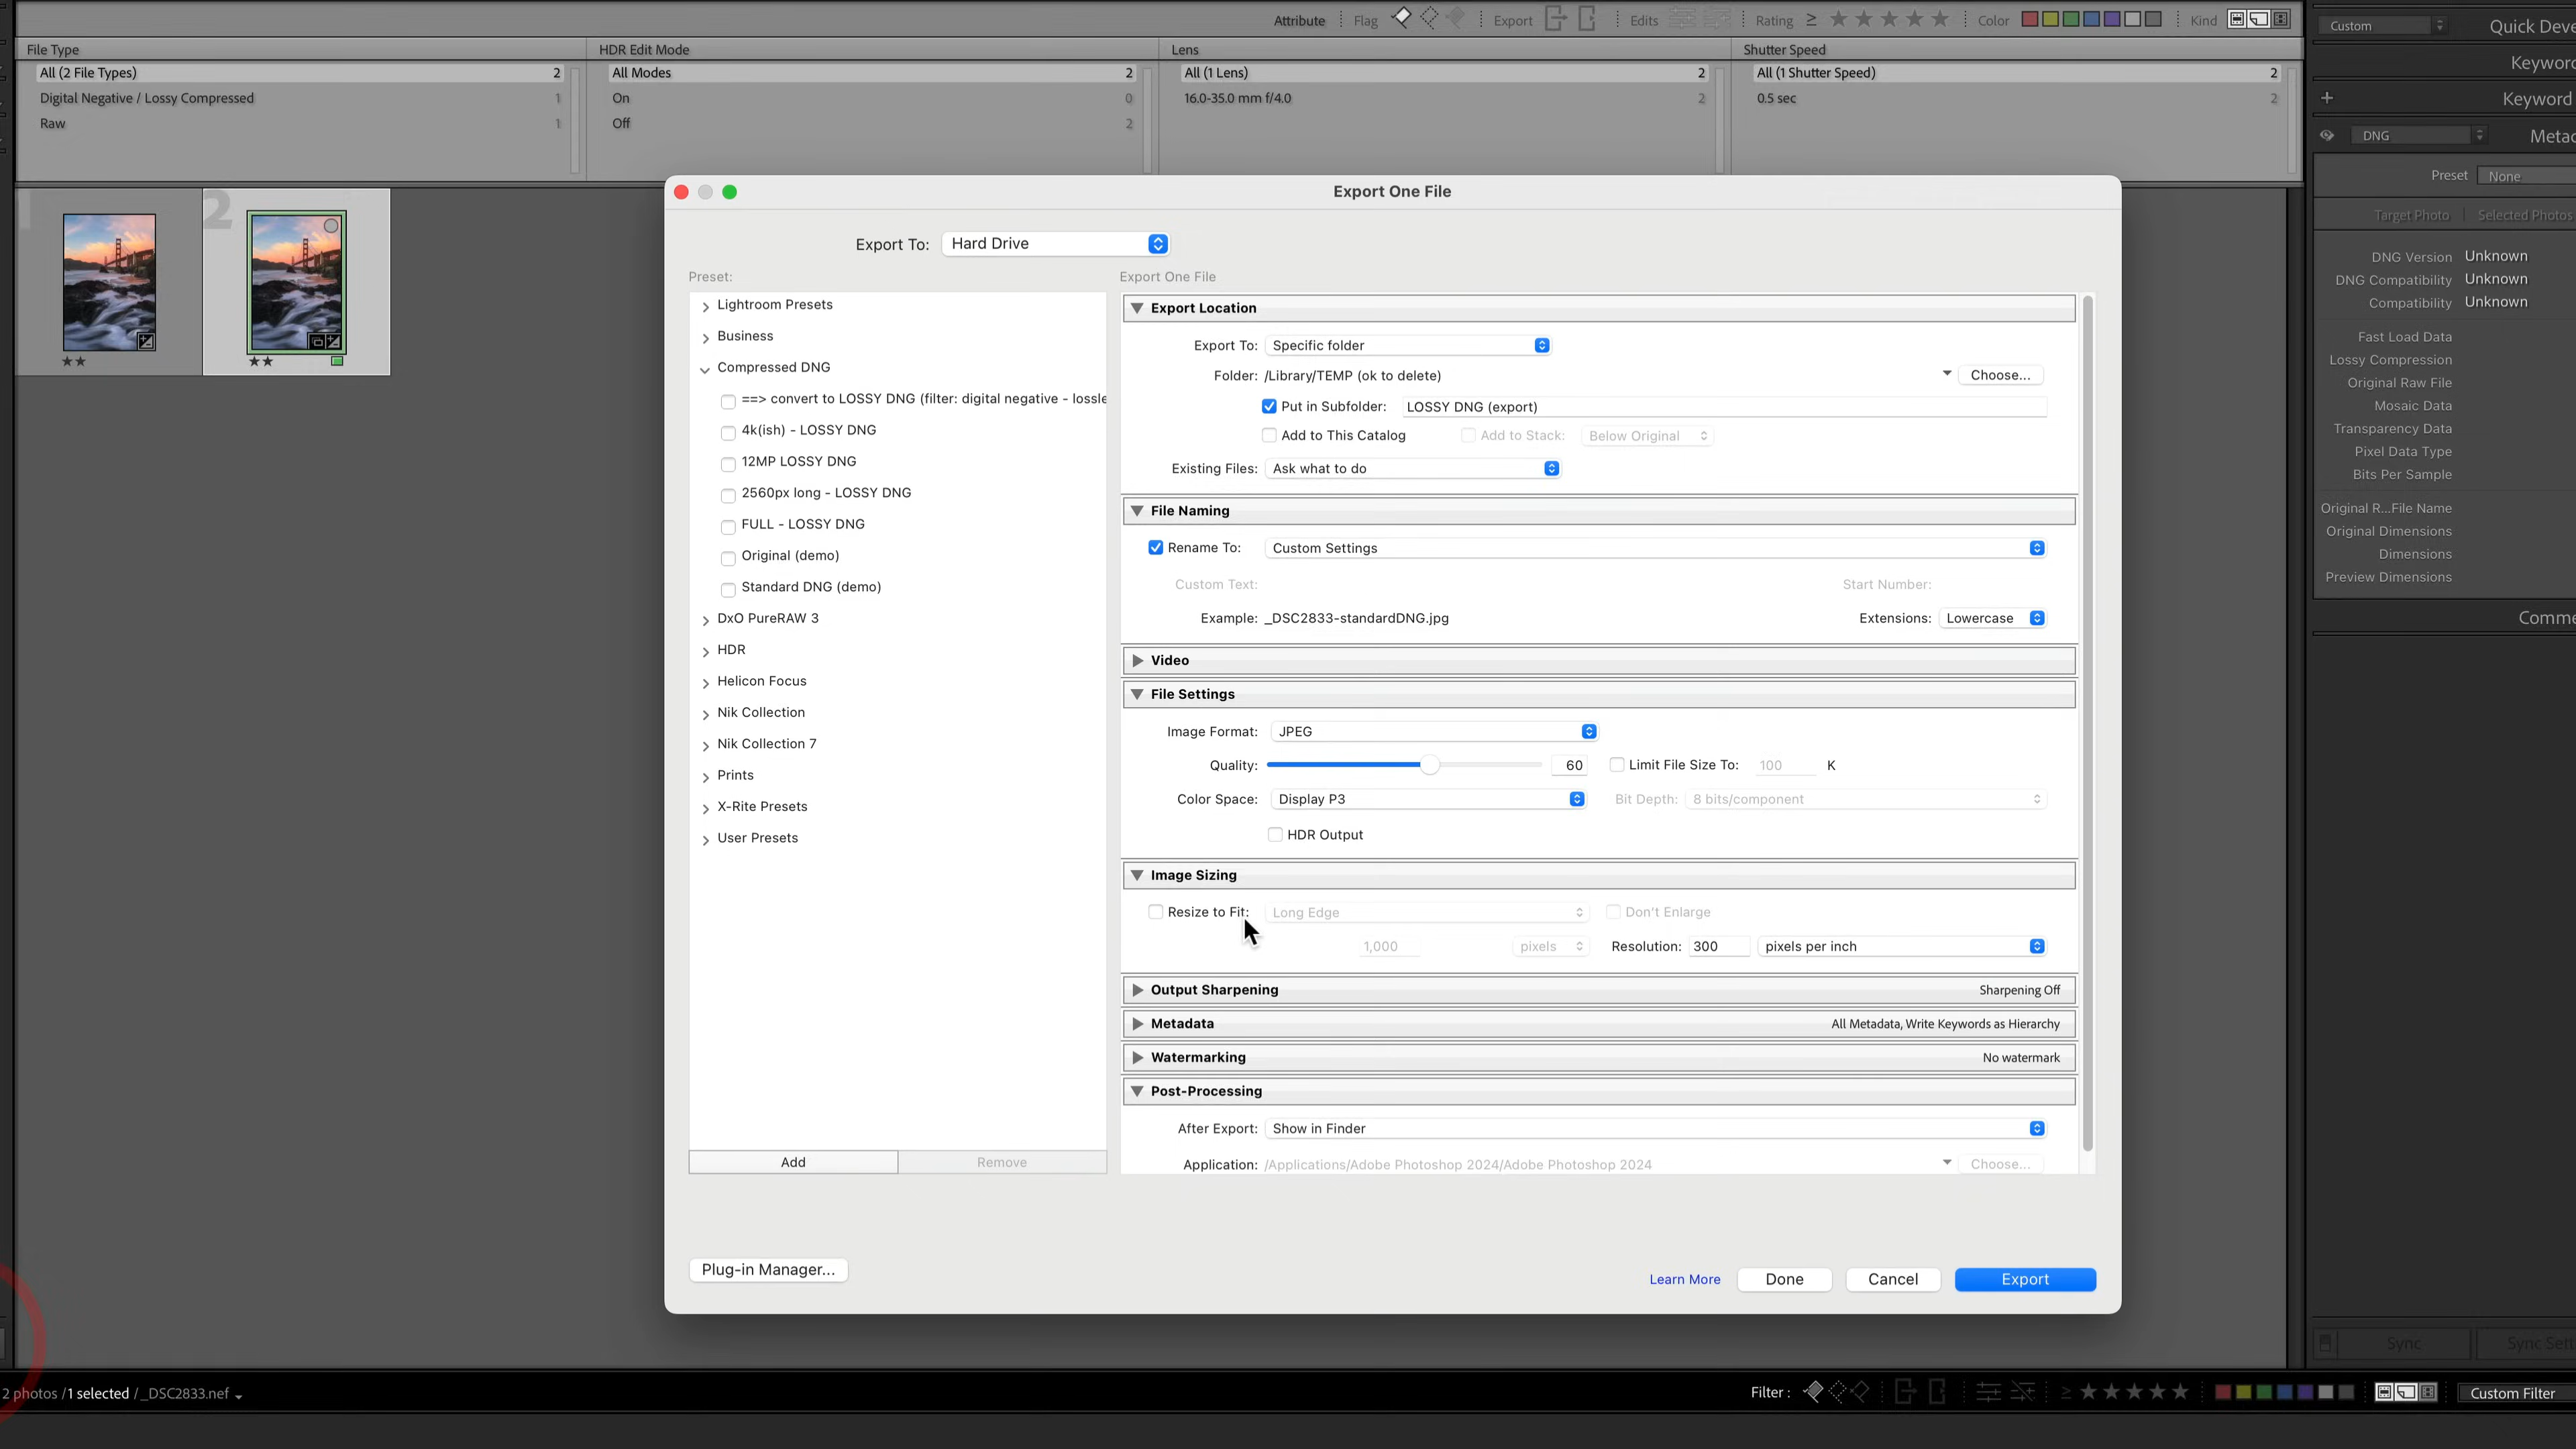 Attribute Flag Export Edits Rating ≥ ★★★★★ Color Kind
Custom Quick Deve
File Type HDR Edit Mode Lens Shutter Speed
All (2 File Types) 2 All Modes 2 All (1 Lens) 2 All (1 Shutter Speed) 2
Digital Negative / Lossy Compressed 1 On 0 16.0-35.0 mm f/4.0 2 0.5 sec 2
Raw 1 Off 2
Keyword
+ Keyword
DNG Metad
Preset None
Target Photo Selected Photos
DNG Version Unknown
DNG Compatibility Unknown
Compatibility Unknown
Fast Load Data
Lossy Compression
Original Raw File
Mosaic Data
Transparency Data
Pixel Data Type
Bits Per Sample
Original R...File Name
Original Dimensions
Dimensions
Preview Dimensions
Comme
Sync Sync Sett
1 2
★★ ★★
Export One File
Export To: Hard Drive
Preset:
Lightroom Presets
Business
Compressed DNG
==> convert to LOSSY DNG (filter: digital negative - lossle
4k(ish) - LOSSY DNG
12MP LOSSY DNG
2560px long - LOSSY DNG
FULL - LOSSY DNG
Original (demo)
Standard DNG (demo)
DxO PureRAW 3
HDR
Helicon Focus
Nik Collection
Nik Collection 7
Prints
X-Rite Presets
User Presets
Add Remove
Export One File
Export Location
Export To: Specific folder
Folder: /Library/TEMP (ok to delete) Choose...
Put in Subfolder: LOSSY DNG (export)
Add to This Catalog Add to Stack: Below Original
Existing Files: Ask what to do
File Naming
Rename To: Custom Settings
Custom Text: Start Number:
Example: _DSC2833-standardDNG.jpg Extensions: Lowercase
Video
File Settings
Image Format: JPEG
Quality: 60 Limit File Size To: 100 K
Color Space: Display P3 Bit Depth: 8 bits/component
HDR Output
Image Sizing
Resize to Fit: Long Edge Don't Enlarge
1,000 pixels Resolution: 300 pixels per inch
Output Sharpening Sharpening Off
Metadata All Metadata, Write Keywords as Hierarchy
Watermarking No watermark
Post-Processing
After Export: Show in Finder
Application: /Applications/Adobe Photoshop 2024/Adobe Photoshop 2024 Choose...
Plug-in Manager... Learn More Done Cancel Export
2 photos / 1 selected / _DSC2833.nef Filter : ≥ ★★★★★ Custom Filter